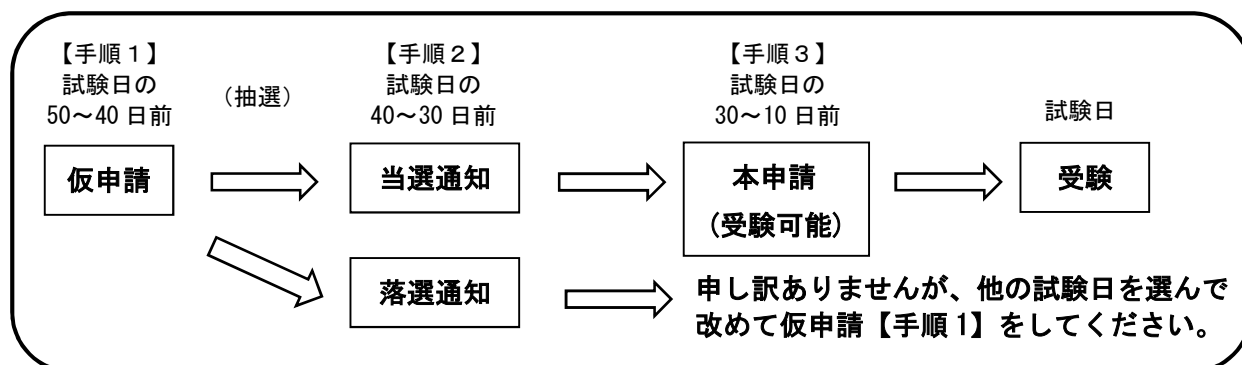 【手順１】
試験日の
50～40 日前
（抽選）
【手順２】
試験日の
40～30 日前
【手順３】
試験日の
30～10 日前
試験日
仮申請
当選通知
本申請
（受験可能）
受験
落選通知
申し訳ありませんが、他の試験日を選んで
改めて仮申請【手順 1】をしてください。